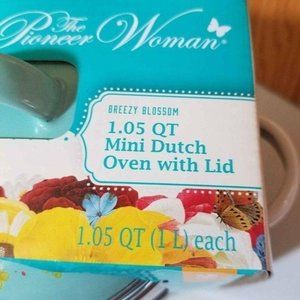 The
Pioneer Woman
BREEZY BLOSSOM
1.05 QT
Mini Dutch
Oven with Lid
1.05 QT (1 L) each